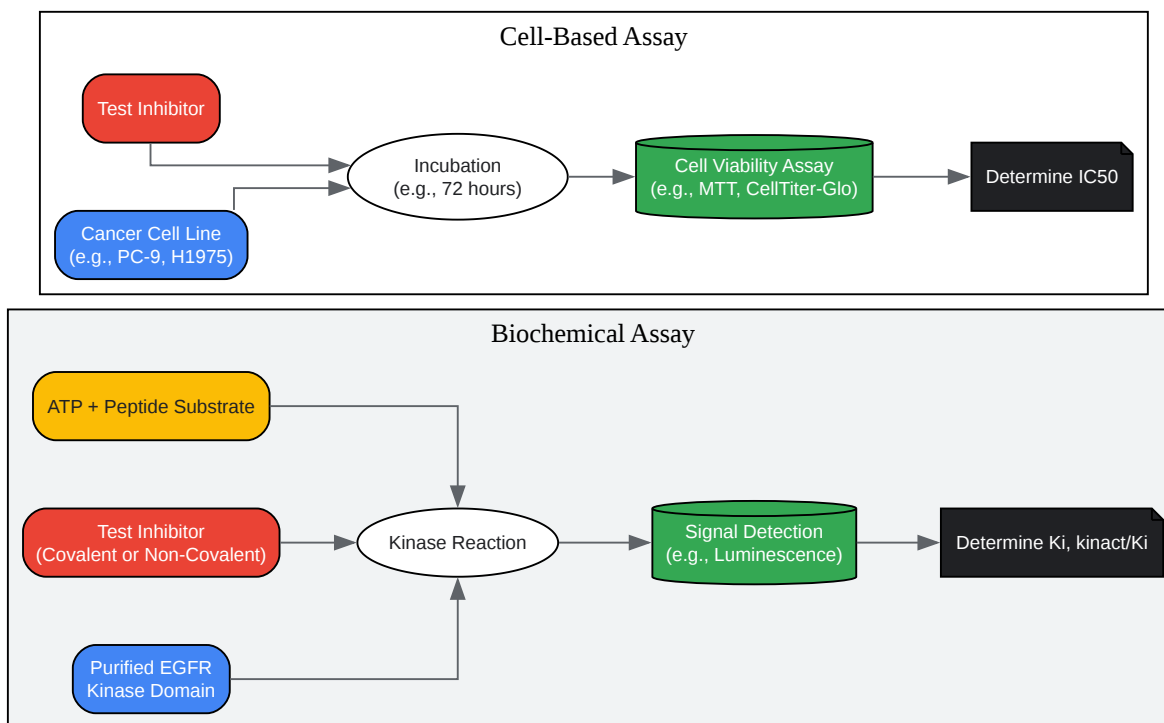 Cell-Based Assay
Test Inhibitor
Cancer Cell Line
(e.g., PC-9, H1975)
Incubation
(e.g., 72 hours)
Cell Viability Assay
(e.g., MTT, CellTiter-Glo)
Determine IC50
Biochemical Assay
ATP + Peptide Substrate
Test Inhibitor
(Covalent or Non-Covalent)
Purified EGFR
Kinase Domain
Kinase Reaction
Signal Detection
(e.g., Luminescence)
Determine Ki, kinact/Ki